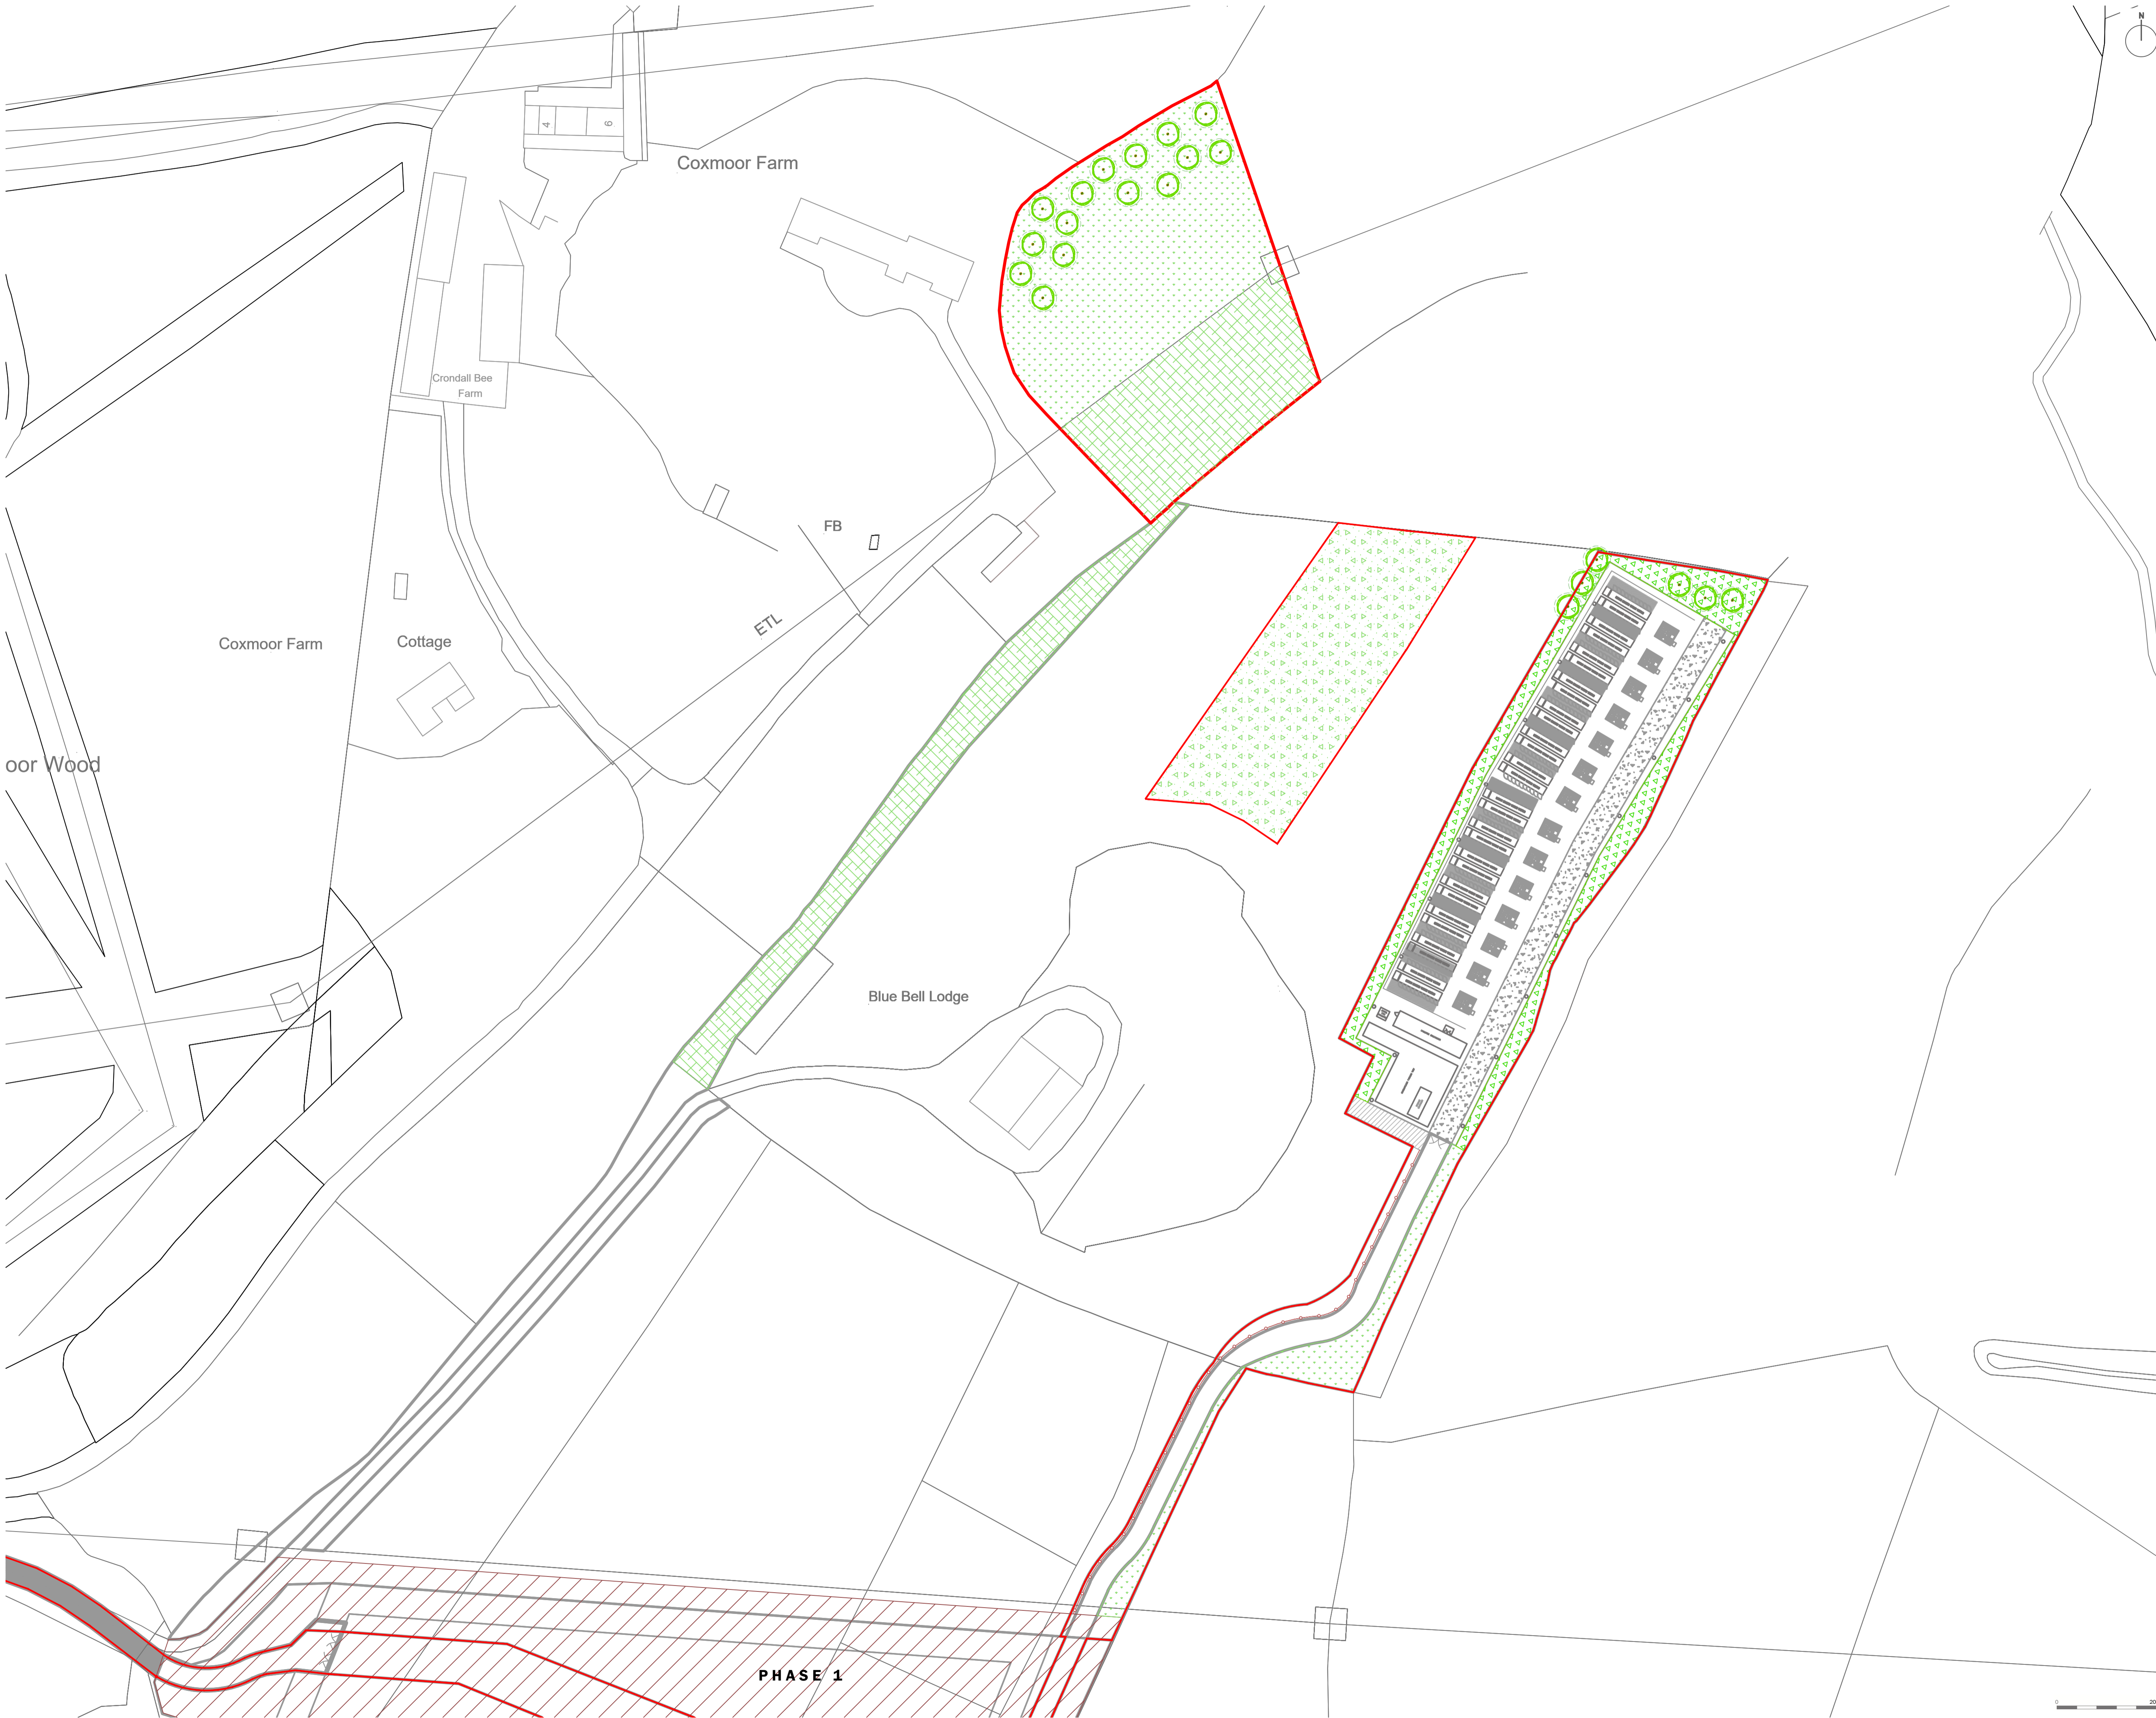 N
4
6
Coxmoor Farm
Crondall Bee
Farm
FB
ETL
Coxmoor Farm
Cottage
oor Wood
Blue Bell Lodge
PHASE 1
0
20